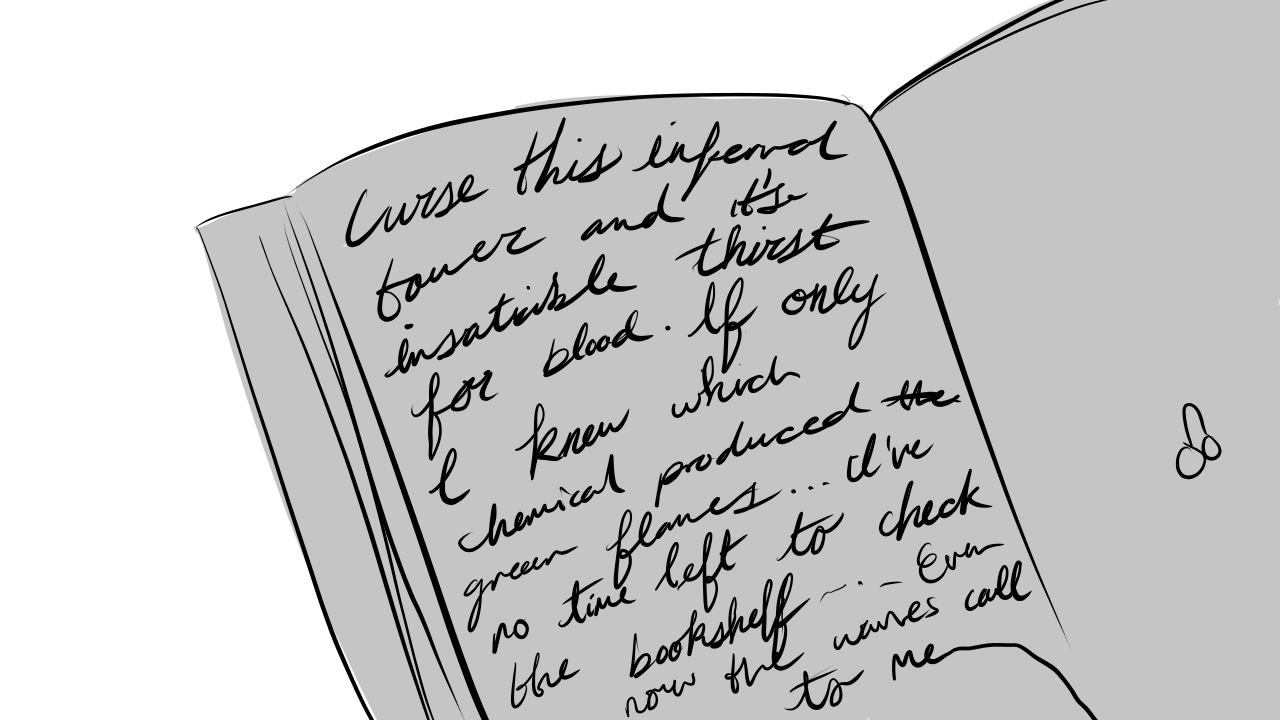 Curse this infernal
tower and it's
insatiable thirst
for blood. If only
I knew which
chemical produced the
green flames... I've
no time left to check
the bookshelf... Even
now the waves call
to me